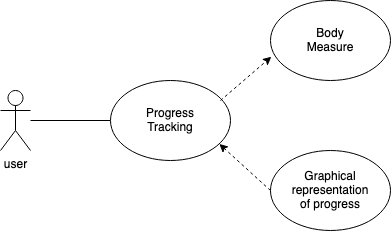 Body
Measure
Progress
Tracking
user
Graphical
representation
of progress